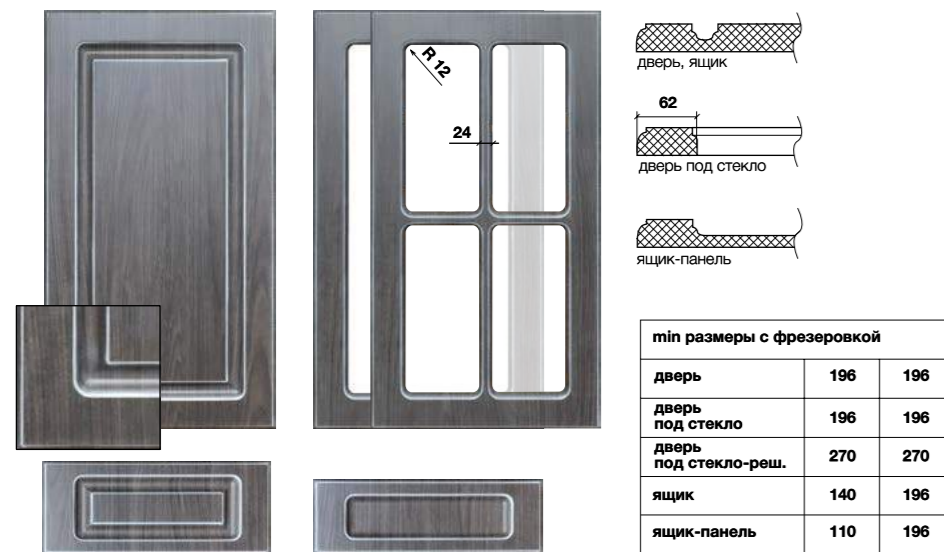 R 12
24
дверь, ящик
62
дверь под стекло
ящик-панель
min размеры с фрезеровкой
дверь 196 196
дверь
под стекло 196 196
дверь
под стекло-реш. 270 270
ящик 140 196
ящик-панель 110 196